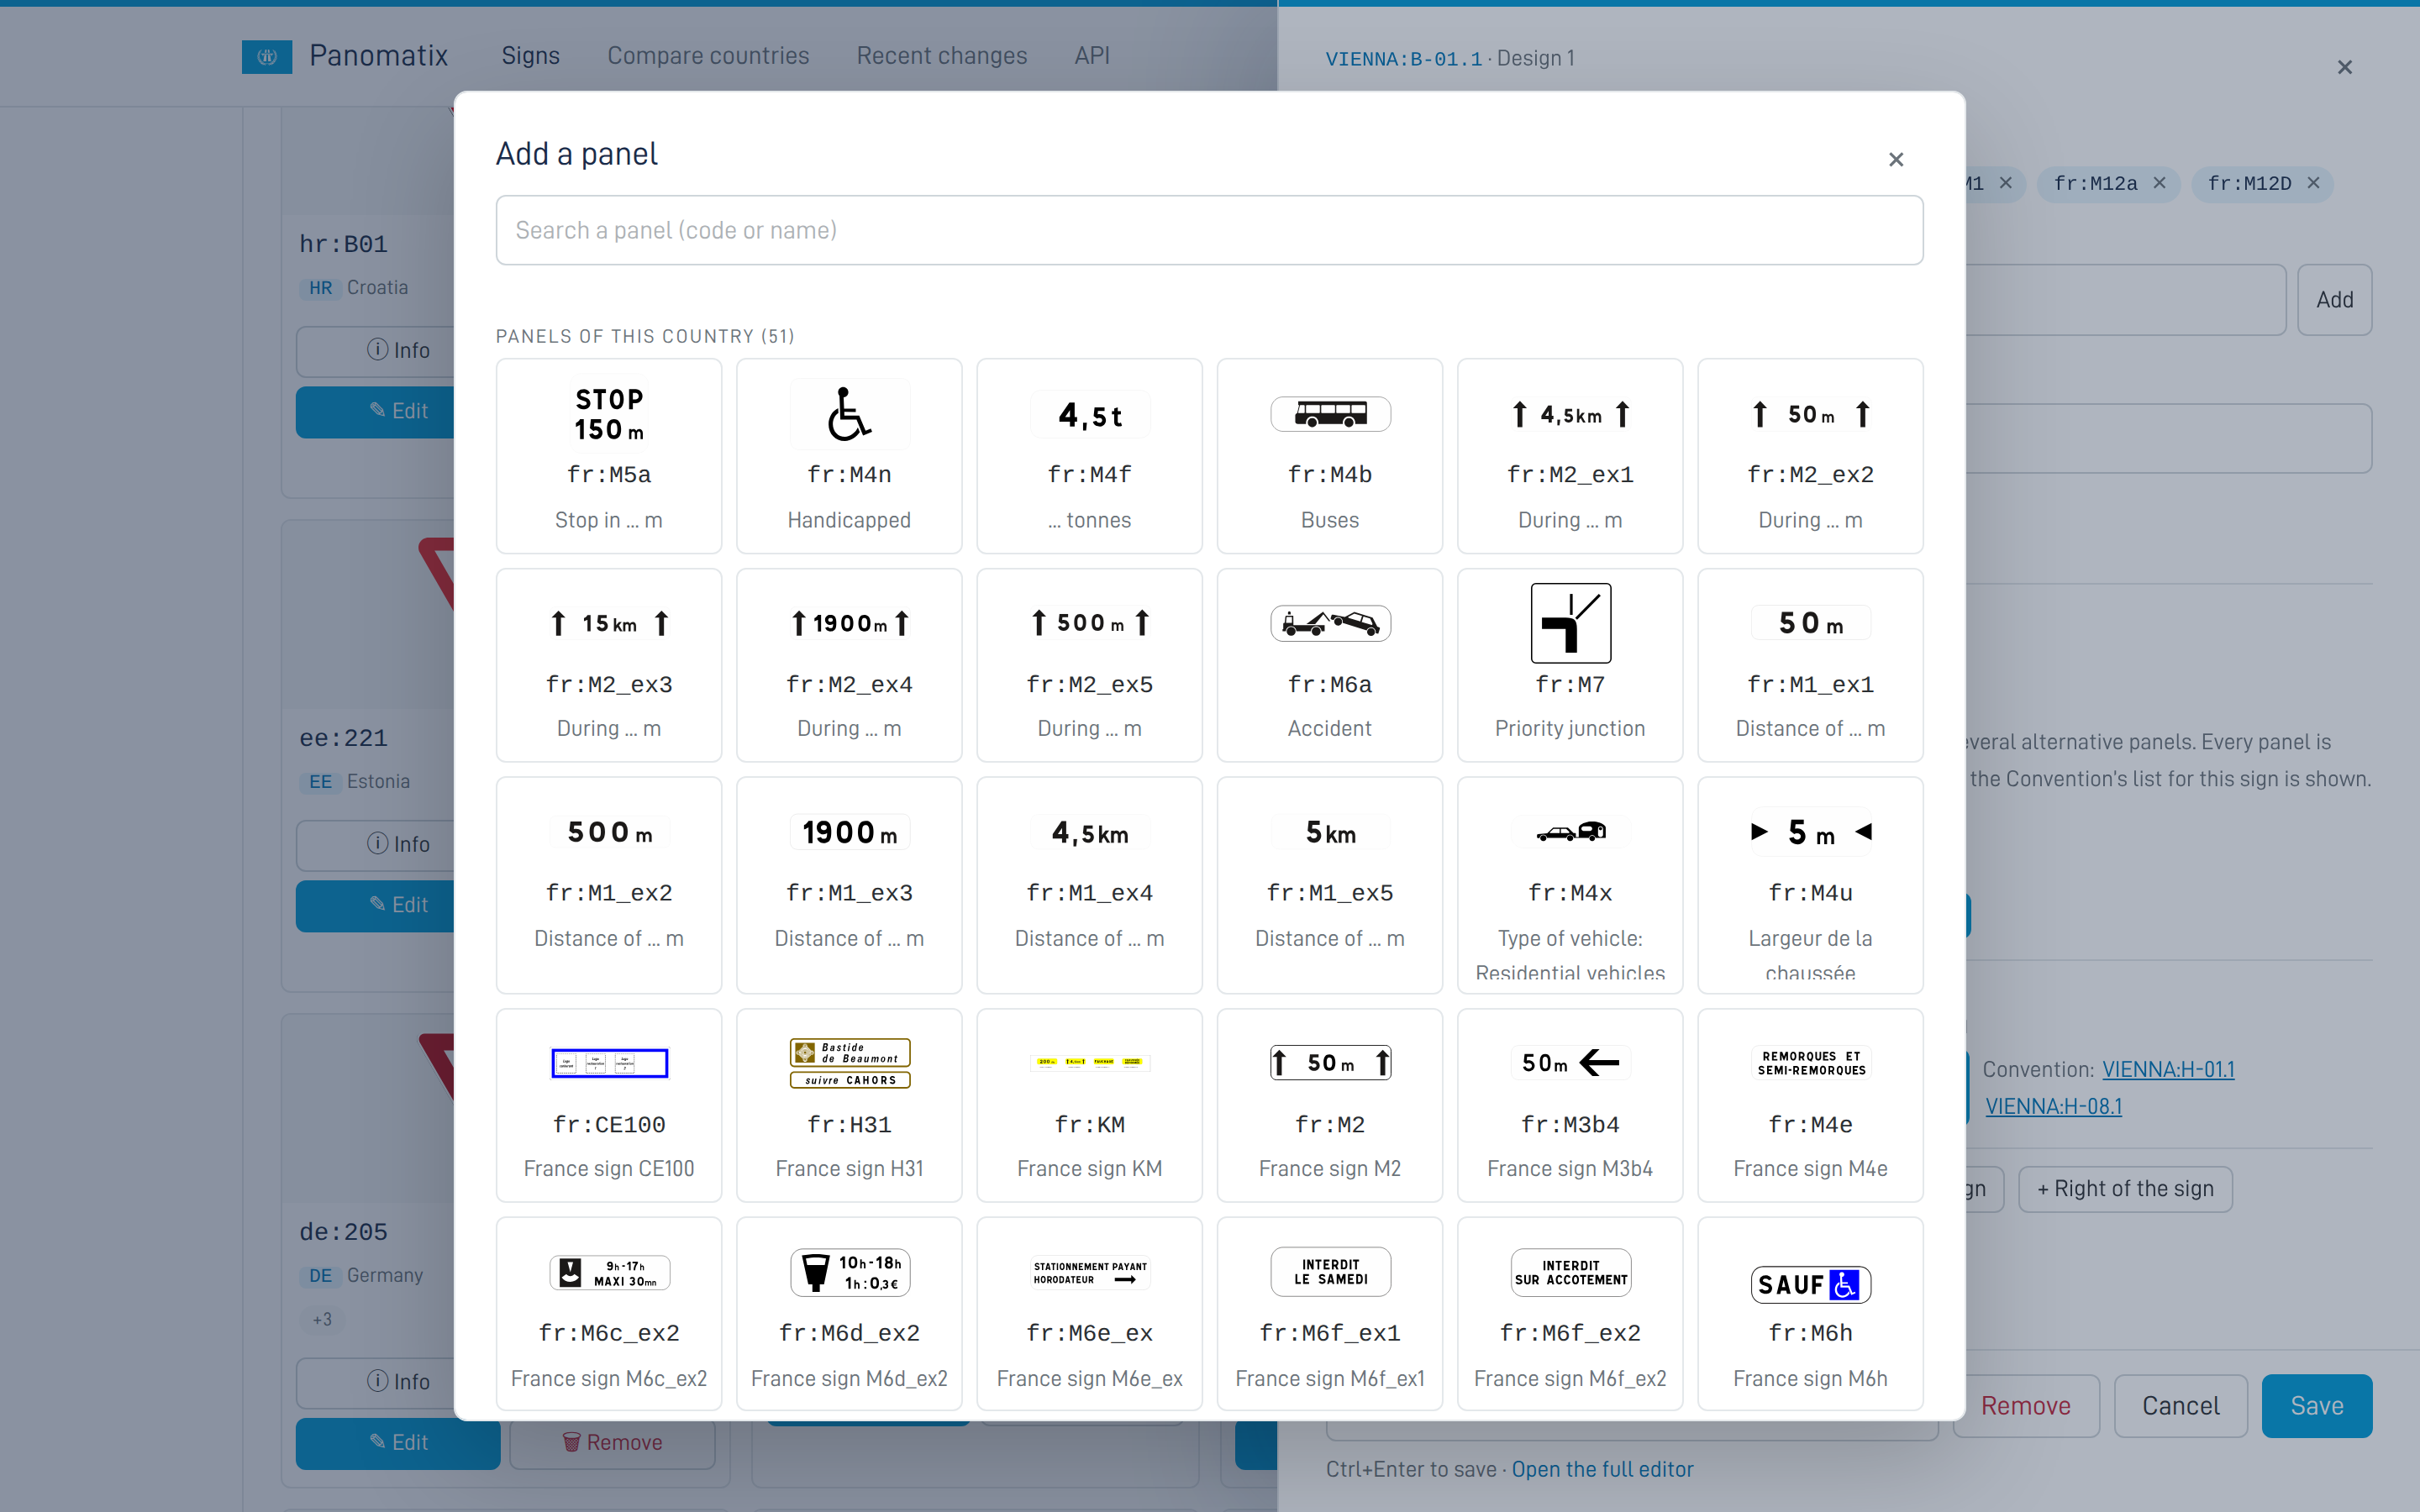 Panomatix
Signs
Compare countries
Recent changes
API
VIENNA:B-01.1 · Design 1
×
Add a panel
×
Search a panel (code or name)
PANELS OF THIS COUNTRY (51)
STOP
150 m
fr:M5a
Stop in ... m
fr:M4n
Handicapped
4,5t
fr:M4f
... tonnes
fr:M4b
Buses
4,5km
fr:M2_ex1
During ... m
50 m
fr:M2_ex2
During ... m
15 km
fr:M2_ex3
During ... m
1900m
fr:M2_ex4
During ... m
500 m
fr:M2_ex5
During ... m
fr:M6a
Accident
fr:M7
Priority junction
50 m
fr:M1_ex1
Distance of ... m
500 m
fr:M1_ex2
Distance of ... m
1900 m
fr:M1_ex3
Distance of ... m
4,5km
fr:M1_ex4
Distance of ... m
5km
fr:M1_ex5
Distance of ... m
fr:M4x
Type of vehicle:
Residential vehicles
5 m
fr:M4u
Largeur de la
chaussée
fr:CE100
France sign CE100
Bastide
de Beaumont
suivre CAHORS
fr:H31
France sign H31
fr:KM
France sign KM
50 m
fr:M2
France sign M2
50m
fr:M3b4
France sign M3b4
REMORQUES ET
SEMI-REMORQUES
fr:M4e
France sign M4e
9h-17h
MAXI 30mn
fr:M6c_ex2
France sign M6c_ex2
10h-18h
1h:0,3€
fr:M6d_ex2
France sign M6d_ex2
STATIONNEMENT PAYANT
HORODATEUR
fr:M6e_ex
France sign M6e_ex
INTERDIT
LE SAMEDI
fr:M6f_ex1
France sign M6f_ex1
INTERDIT
SUR ACCOTEMENT
fr:M6f_ex2
France sign M6f_ex2
SAUF
fr:M6h
France sign M6h
hr:B01
HR Croatia
Info
Edit
ee:221
EE Estonia
Info
Edit
de:205
DE Germany
+3
Info
Edit
Remove
M1 ×
fr:M12a ×
fr:M12D ×
Add
several alternative panels. Every panel is
the Convention's list for this sign is shown.
Convention: VIENNA:H-01.1
VIENNA:H-08.1
+ Right of the sign
Remove
Cancel
Save
Ctrl+Enter to save · Open the full editor